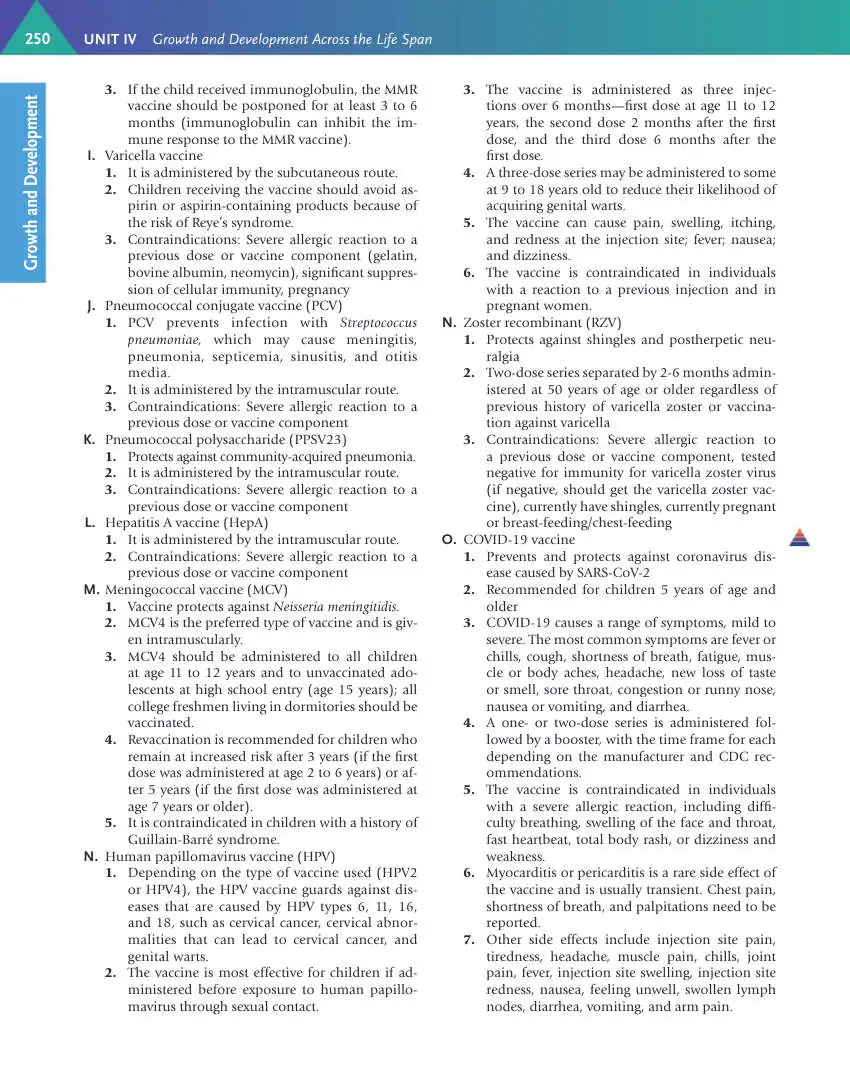 250 UNIT IV Growth and Development Across the Life Span
Growth and Development
3. If the child received immunoglobulin, the MMR
vaccine should be postponed for at least 3 to 6
months (immunoglobulin can inhibit the im-
mune response to the MMR vaccine).
I. Varicella vaccine
1. It is administered by the subcutaneous route.
2. Children receiving the vaccine should avoid as-
pirin or aspirin-containing products because of
the risk of Reye's syndrome.
3. Contraindications: Severe allergic reaction to a
previous dose or vaccine component (gelatin,
bovine albumin, neomycin), significant suppres-
sion of cellular immunity, pregnancy
J. Pneumococcal conjugate vaccine (PCV)
1. PCV prevents infection with Streptococcus
pneumoniae, which may cause meningitis,
pneumonia, septicemia, sinusitis, and otitis
media.
2. It is administered by the intramuscular route.
3. Contraindications: Severe allergic reaction to a
previous dose or vaccine component
K. Pneumococcal polysaccharide (PPSV23)
1. Protects against community-acquired pneumonia.
2. It is administered by the intramuscular route.
3. Contraindications: Severe allergic reaction to a
previous dose or vaccine component
L. Hepatitis A vaccine (HepA)
1. It is administered by the intramuscular route.
2. Contraindications: Severe allergic reaction to a
previous dose or vaccine component
M. Meningococcal vaccine (MCV)
1. Vaccine protects against Neisseria meningitidis.
2. MCV4 is the preferred type of vaccine and is giv-
en intramuscularly.
3. MCV4 should be administered to all children
at age 11 to 12 years and to unvaccinated ado-
lescents at high school entry (age 15 years); all
college freshmen living in dormitories should be
vaccinated.
4. Revaccination is recommended for children who
remain at increased risk after 3 years (if the first
dose was administered at age 2 to 6 years) or af-
ter 5 years (if the first dose was administered at
age 7 years or older).
5. It is contraindicated in children with a history of
Guillain-Barré syndrome.
N. Human papillomavirus vaccine (HPV)
1. Depending on the type of vaccine used (HPV2
or HPV4), the HPV vaccine guards against dis-
eases that are caused by HPV types 6, 11, 16,
and 18, such as cervical cancer, cervical abnor-
malities that can lead to cervical cancer, and
genital warts.
2. The vaccine is most effective for children if ad-
ministered before exposure to human papillo-
mavirus through sexual contact.
3. The vaccine is administered as three injec-
tions over 6 months—first dose at age 11 to 12
years, the second dose 2 months after the first
dose, and the third dose 6 months after the
first dose.
4. A three-dose series may be administered to some
at 9 to 18 years old to reduce their likelihood of
acquiring genital warts.
5. The vaccine can cause pain, swelling, itching,
and redness at the injection site; fever; nausea;
and dizziness.
6. The vaccine is contraindicated in individuals
with a reaction to a previous injection and in
pregnant women.
N. Zoster recombinant (RZV)
1. Protects against shingles and postherpetic neu-
ralgia
2. Two-dose series separated by 2-6 months admin-
istered at 50 years of age or older regardless of
previous history of varicella zoster or vaccina-
tion against varicella
3. Contraindications: Severe allergic reaction to
a previous dose or vaccine component, tested
negative for immunity for varicella zoster virus
(if negative, should get the varicella zoster vac-
cine), currently have shingles, currently pregnant
or breast-feeding/chest-feeding
O. COVID-19 vaccine
1. Prevents and protects against coronavirus dis-
ease caused by SARS-CoV-2
2. Recommended for children 5 years of age and
older
3. COVID-19 causes a range of symptoms, mild to
severe. The most common symptoms are fever or
chills, cough, shortness of breath, fatigue, mus-
cle or body aches, headache, new loss of taste
or smell, sore throat, congestion or runny nose,
nausea or vomiting, and diarrhea.
4. A one- or two-dose series is administered fol-
lowed by a booster, with the time frame for each
depending on the manufacturer and CDC rec-
ommendations.
5. The vaccine is contraindicated in individuals
with a severe allergic reaction, including diffi-
culty breathing, swelling of the face and throat,
fast heartbeat, total body rash, or dizziness and
weakness.
6. Myocarditis or pericarditis is a rare side effect of
the vaccine and is usually transient. Chest pain,
shortness of breath, and palpitations need to be
reported.
7. Other side effects include injection site pain,
tiredness, headache, muscle pain, chills, joint
pain, fever, injection site swelling, injection site
redness, nausea, feeling unwell, swollen lymph
nodes, diarrhea, vomiting, and arm pain.